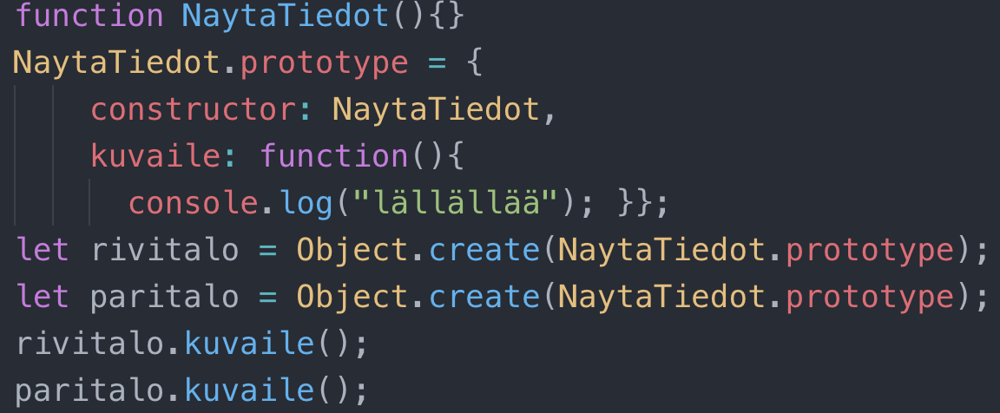 function NaytaTiedot(){}
NaytaTiedot.prototype = {
constructor: NaytaTiedot,
kuvaile: function(){
console.log("lällällää"); }};
let rivitalo = Object.create(NaytaTiedot.prototype);
let paritalo = Object.create(NaytaTiedot.prototype);
rivitalo.kuvaile();
paritalo.kuvaile();